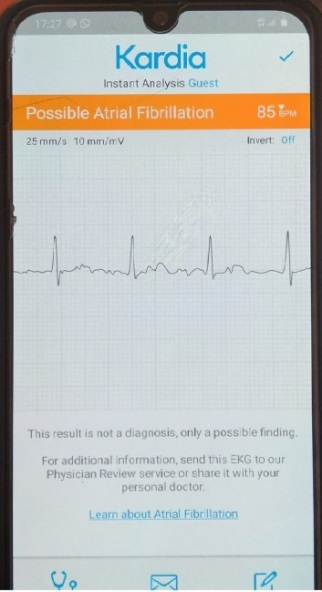 17:27
Kardia
Instant Analysis Guest
Possible Atrial Fibrillation 85 BPM
25 mm/s 10 mm/mV Invert: Off
This result is not a diagnosis, only a possible finding.
For additional information, send this EKG to our
Physician Review service or share it with your
personal doctor.
Learn about Atrial Fibrillation